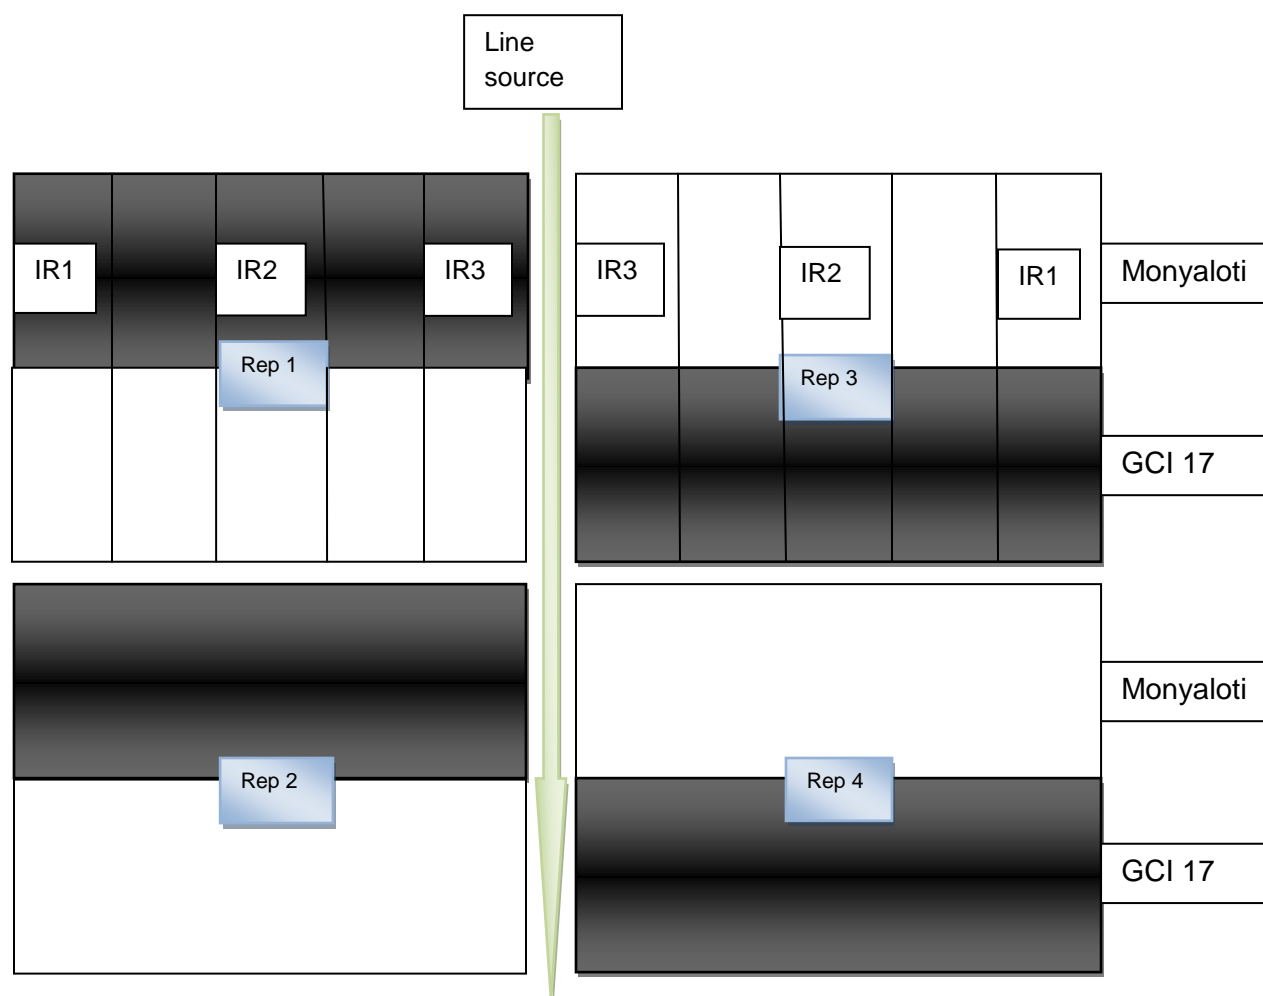 Line
source
IR1
IR2
IR3
IR3
IR2
IR1
Monyaloti
Rep 1
Rep 3
GCI 17
Monyaloti
Rep 2
Rep 4
GCI 17